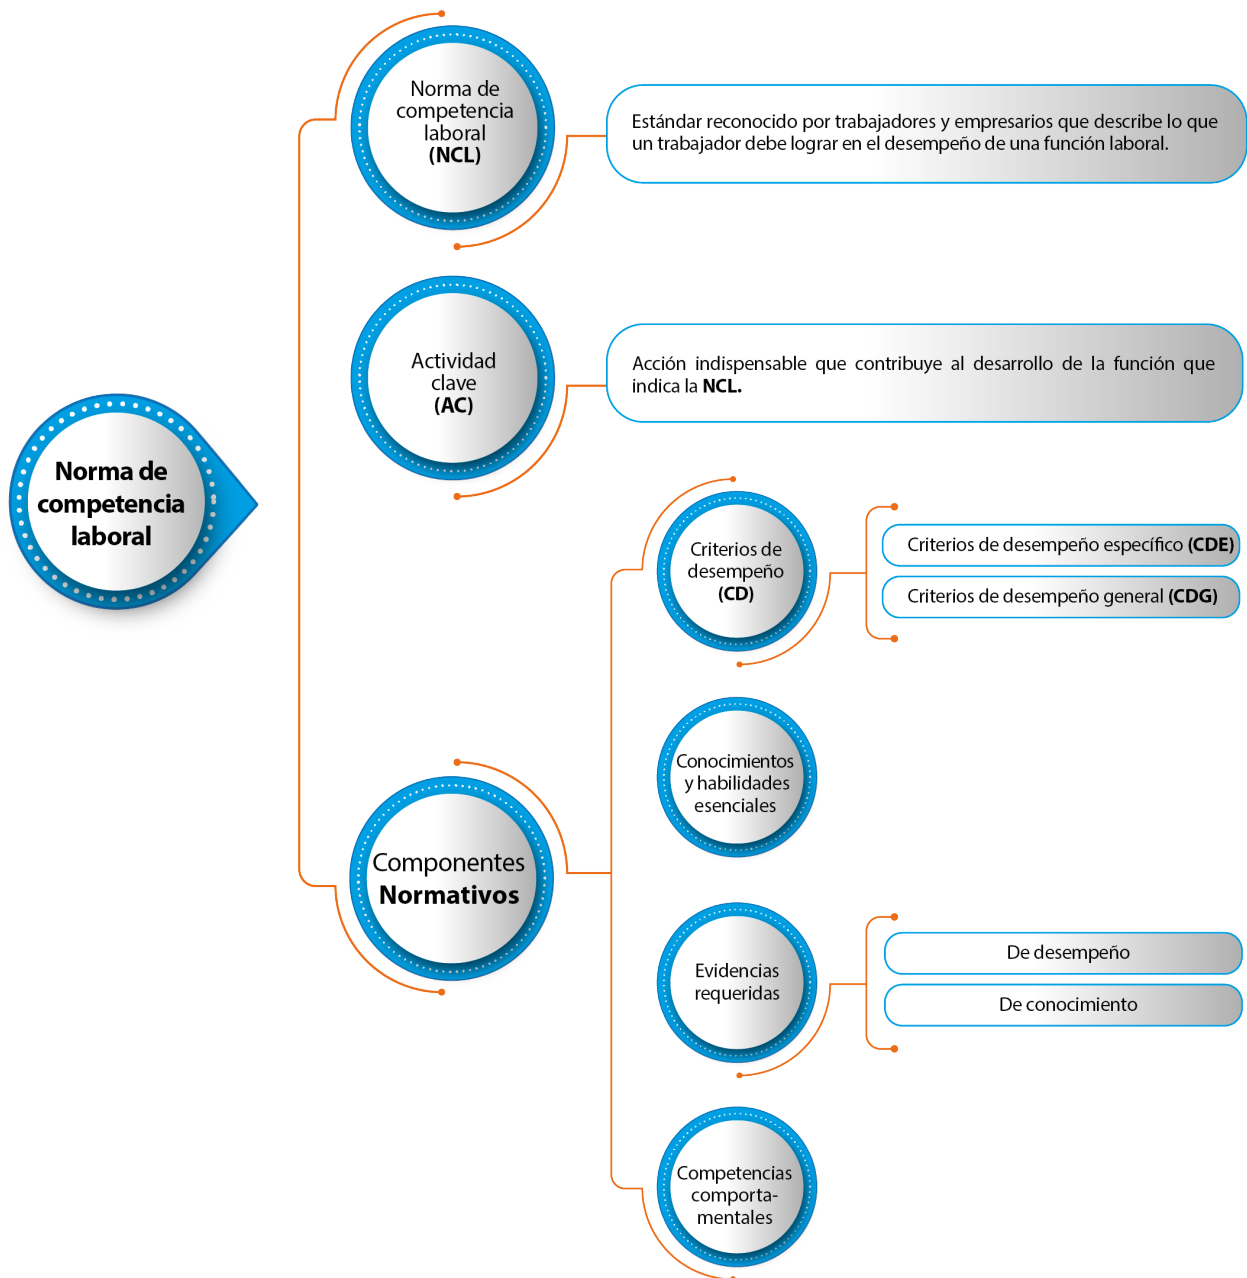 Norma de
competencia
laboral
Norma de
competencia
laboral
(NCL)
Estándar reconocido por trabajadores y empresarios que describe lo que
un trabajador debe lograr en el desempeño de una función laboral.
Actividad
clave
(AC)
Acción indispensable que contribuye al desarrollo de la función que
indica la NCL.
Componentes
Normativos
Criterios de
desempeño
(CD)
Criterios de desempeño específico (CDE)
Criterios de desempeño general (CDG)
Conocimientos
y habilidades
esenciales
Evidencias
requeridas
De desempeño
De conocimiento
Competencias
comporta-
mentales